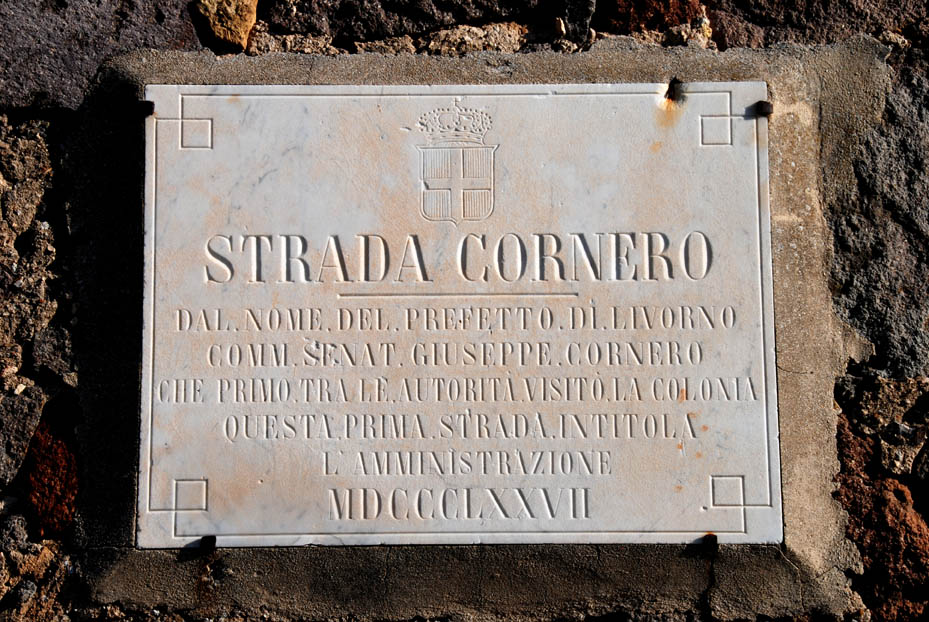 STRADA CORNERO
DAL.NOME.DEL.PREFETTO.DI.LIVORNO
COMM.SENAT.GIUSEPPE.CORNERO
CHE PRIMO.TRA LE AUTORITÀ.VISITÒ.LA COLONIA
QUESTA.PRIMA.STRADA.INTITOLA
L'AMMINISTRAZIONE
MDCCCLXXVII